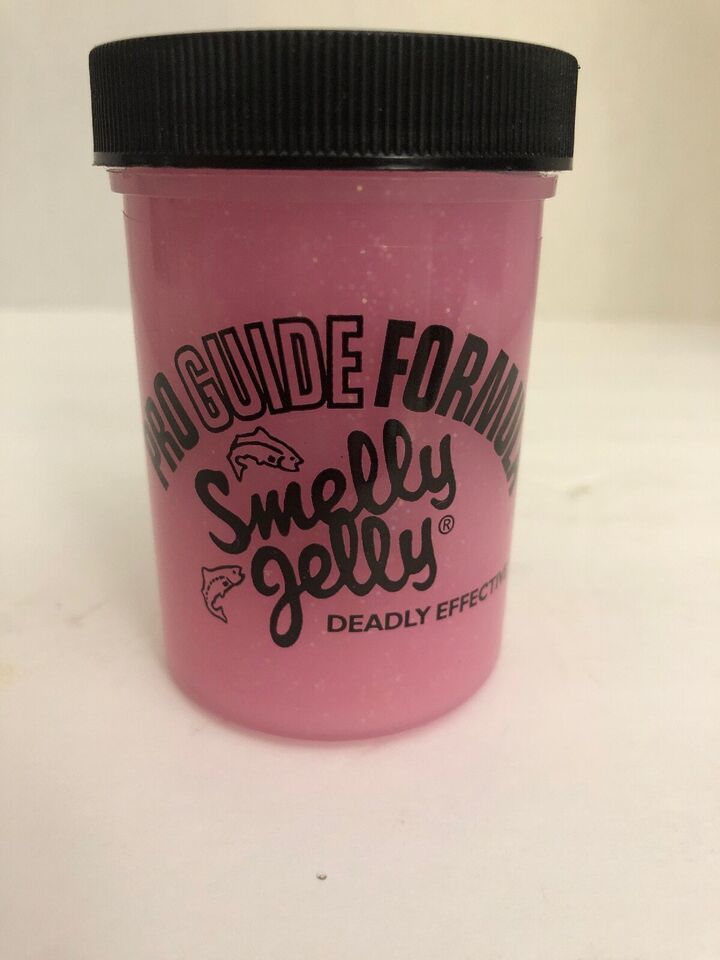 PRO GUIDE FORMULA
Smelly
Jelly®
DEADLY EFFECTIVE